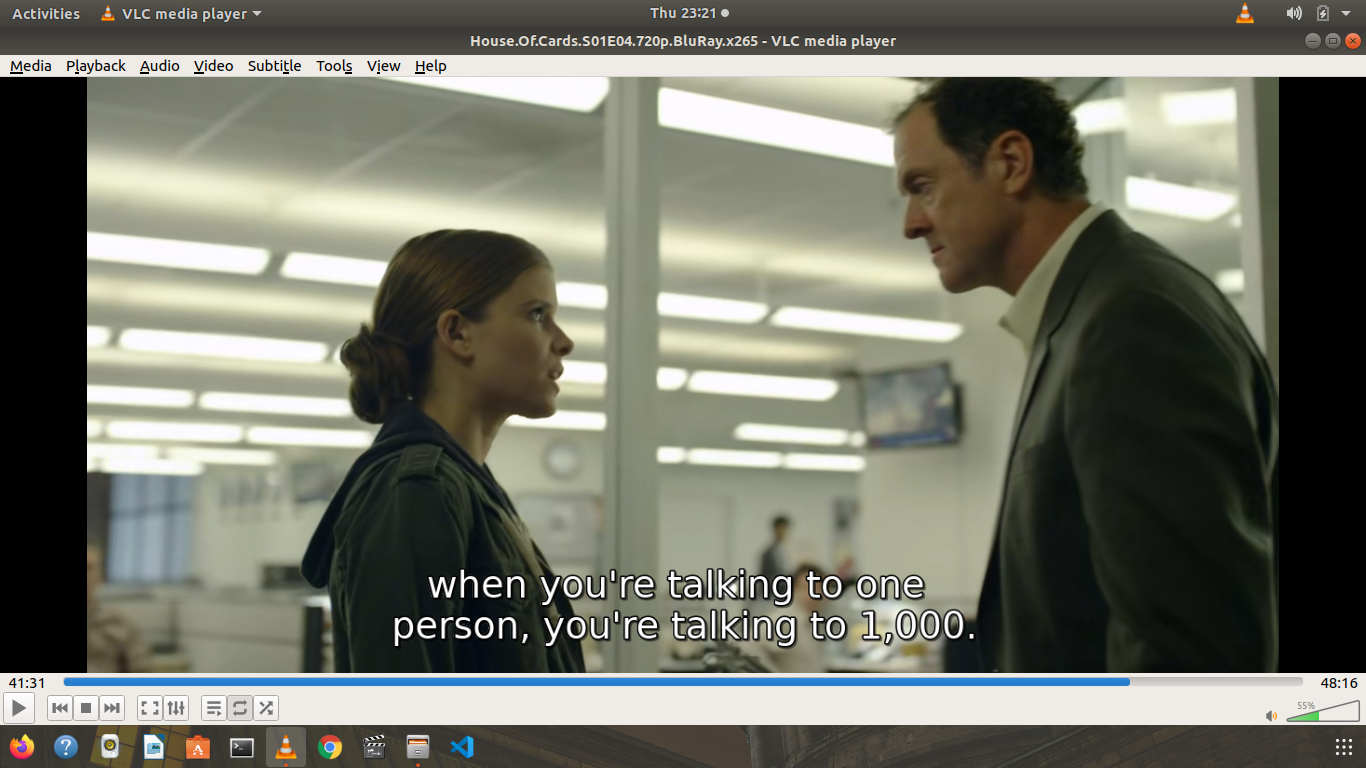 Activities VLC media player Thu 23:21
House.Of.Cards.S01E04.720p.BluRay.x265 - VLC media player
Media Playback Audio Video Subtitle Tools View Help
when you're talking to one
person, you're talking to 1,000.
41:31 48:16
55%